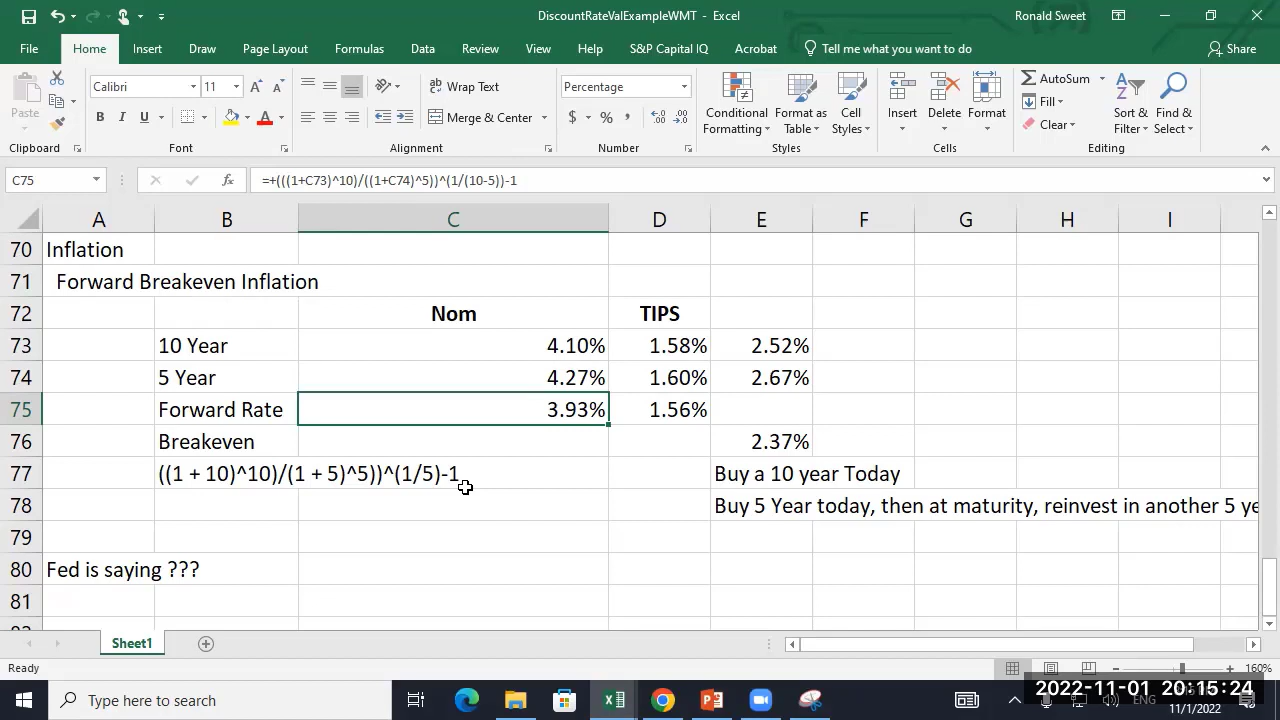 DiscountRateValExampleWMT - Excel
Ronald Sweet
File Home Insert Draw Page Layout Formulas Data Review View Help S&P Capital IQ Acrobat Tell me what you want to do Share
Calibri 11 Wrap Text Percentage AutoSum
Paste B I U Merge & Center $ % , Conditional Formatting Format as Table Cell Styles Insert Delete Format Fill Clear Sort & Filter Find & Select
Clipboard Font Alignment Number Styles Cells Editing
C75 fx =+(((1+C73)^10)/((1+C74)^5))^(1/(10-5))-1
A B C D E F G H I
70 Inflation
71 Forward Breakeven Inflation
72 Nom TIPS
73 10 Year 4.10% 1.58% 2.52%
74 5 Year 4.27% 1.60% 2.67%
75 Forward Rate 3.93% 1.56%
76 Breakeven 2.37%
77 ((1 + 10)^10)/(1 + 5)^5))^(1/5)-1 Buy a 10 year Today
78 Buy 5 Year today, then at maturity, reinvest in another 5 ye
79
80 Fed is saying ???
81
Sheet1
Ready 160%
Type here to search ENG 2022-11-01 20:15:24
11/1/2022